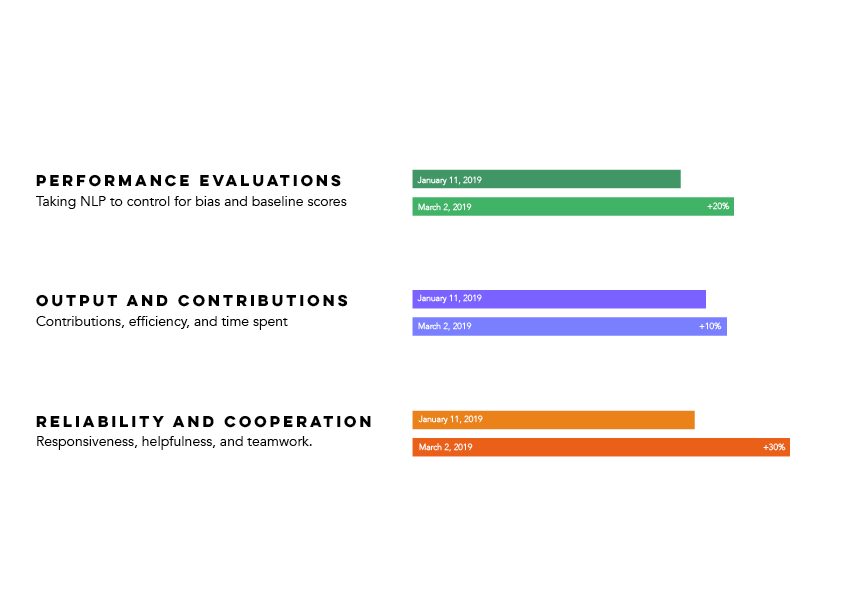 PERFORMANCE EVALUATIONS
Taking NLP to control for bias and baseline scores
January 11, 2019
March 2, 2019 +20%
OUTPUT AND CONTRIBUTIONS
Contributions, efficiency, and time spent
January 11, 2019
March 2, 2019 +10%
RELIABILITY AND COOPERATION
Responsiveness, helpfulness, and teamwork.
January 11, 2019
March 2, 2019 +30%